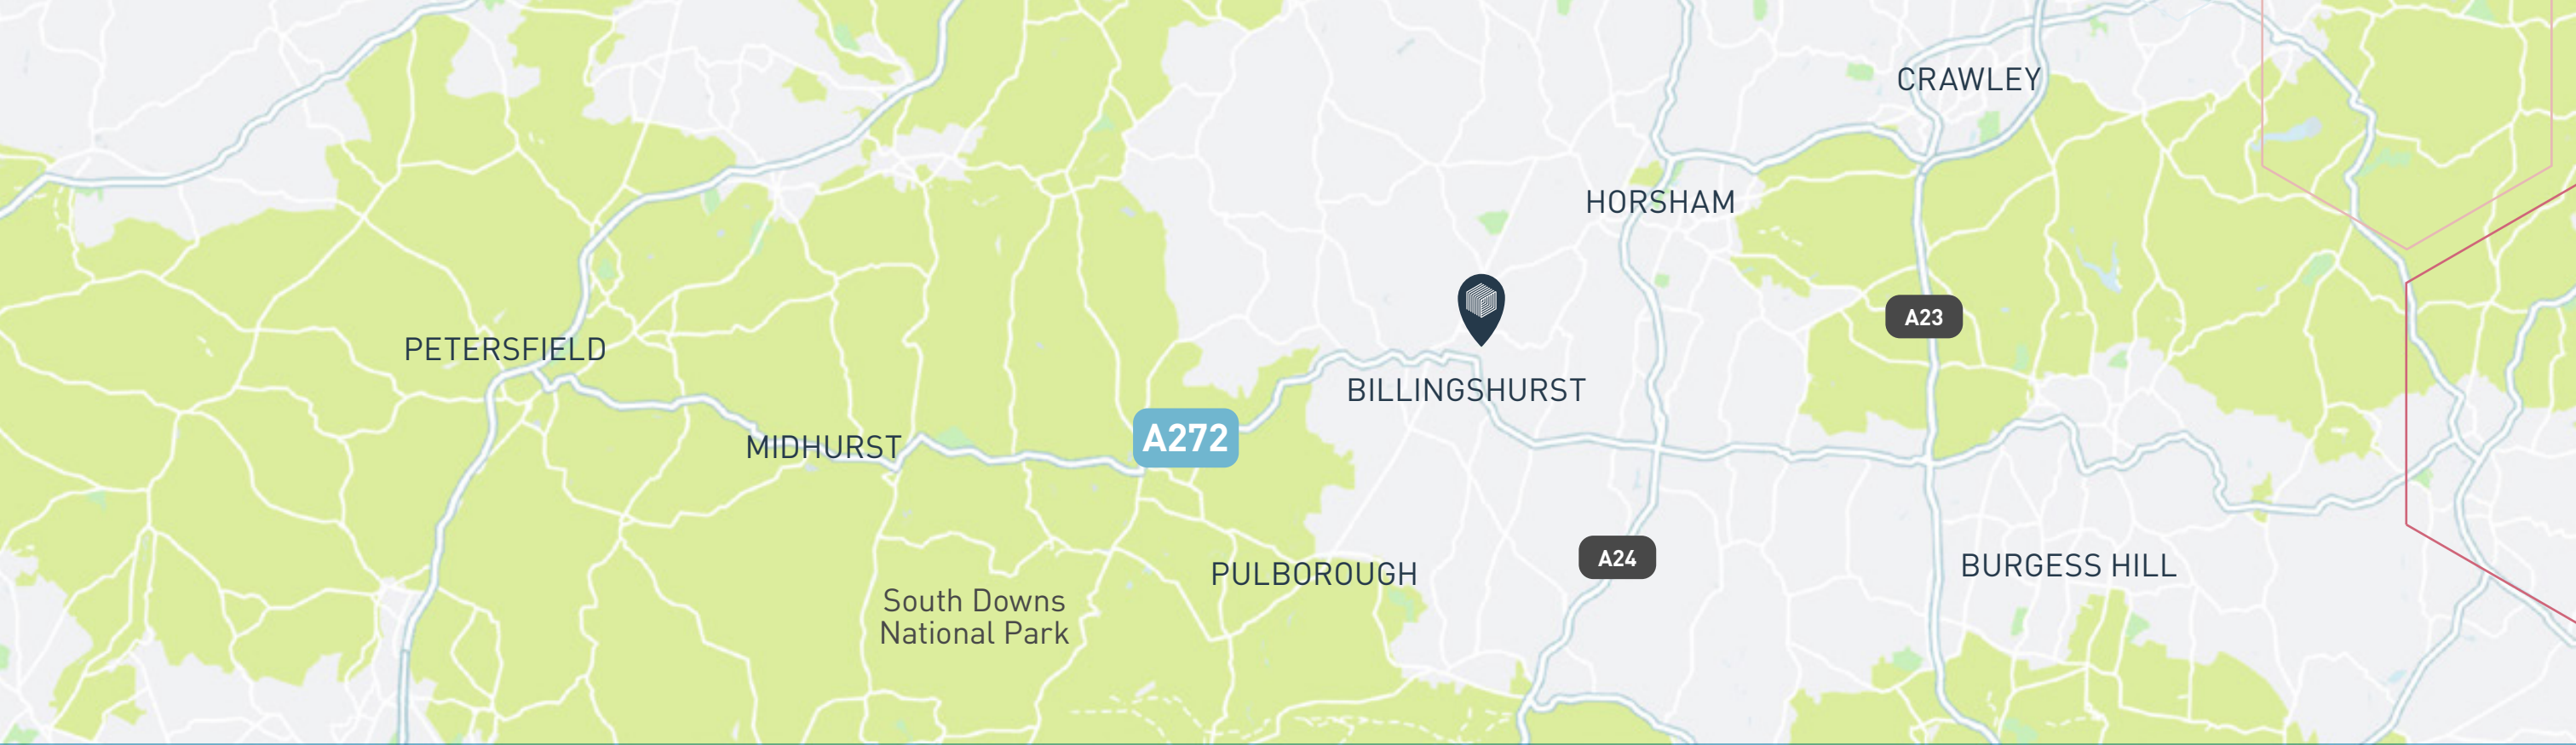 CRAWLEY
HORSHAM
A23
PETERSFIELD
BILLINGSHURST
A272
MIDHURST
A24
PULBOROUGH
BURGESS HILL
South Downs
National Park